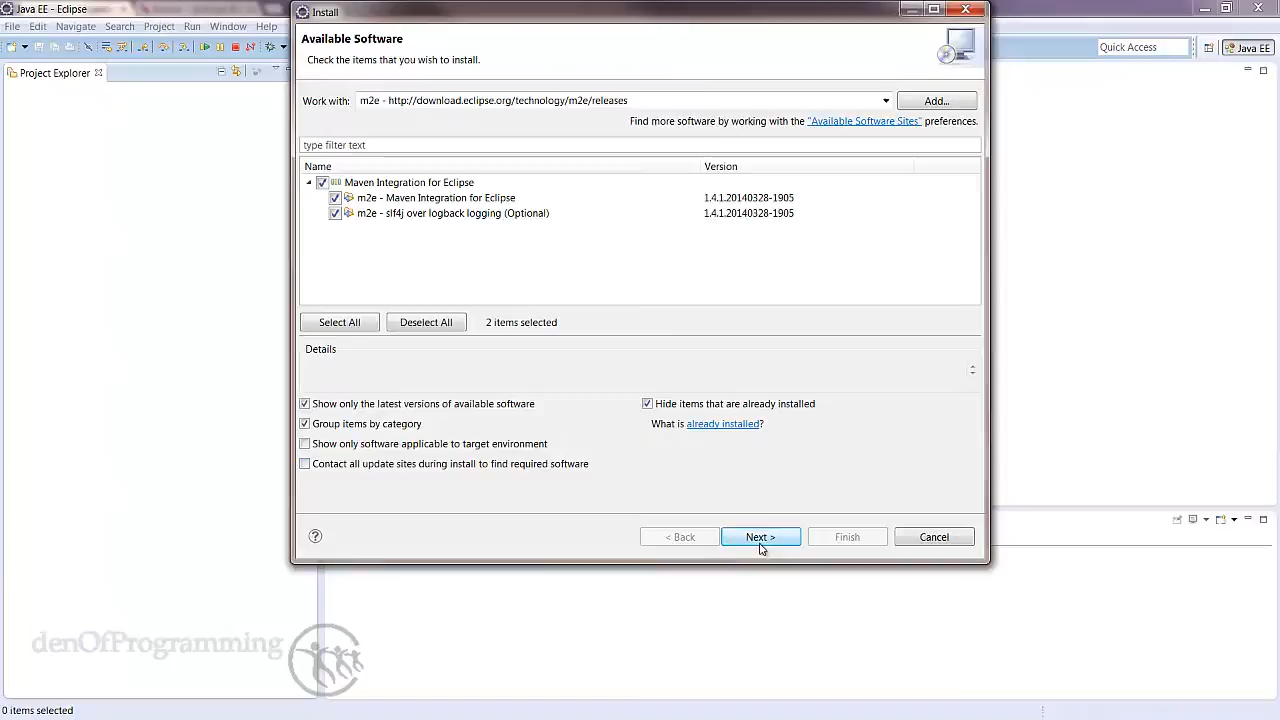 Java EE - Eclipse
File Edit Navigate Search Project Run Window Help
Quick Access
Java EE
Project Explorer
Install
Available Software
Check the items that you wish to install.
Work with: m2e - http://download.eclipse.org/technology/m2e/releases
Add...
Find more software by working with the "Available Software Sites" preferences.
type filter text
Name Version
Maven Integration for Eclipse
m2e - Maven Integration for Eclipse 1.4.1.20140328-1905
m2e - slf4j over logback logging (Optional) 1.4.1.20140328-1905
Select All Deselect All 2 items selected
Details
Show only the latest versions of available software Hide items that are already installed
Group items by category What is already installed?
Show only software applicable to target environment
Contact all update sites during install to find required software
? < Back Next > Finish Cancel
denOfProgramming
0 items selected